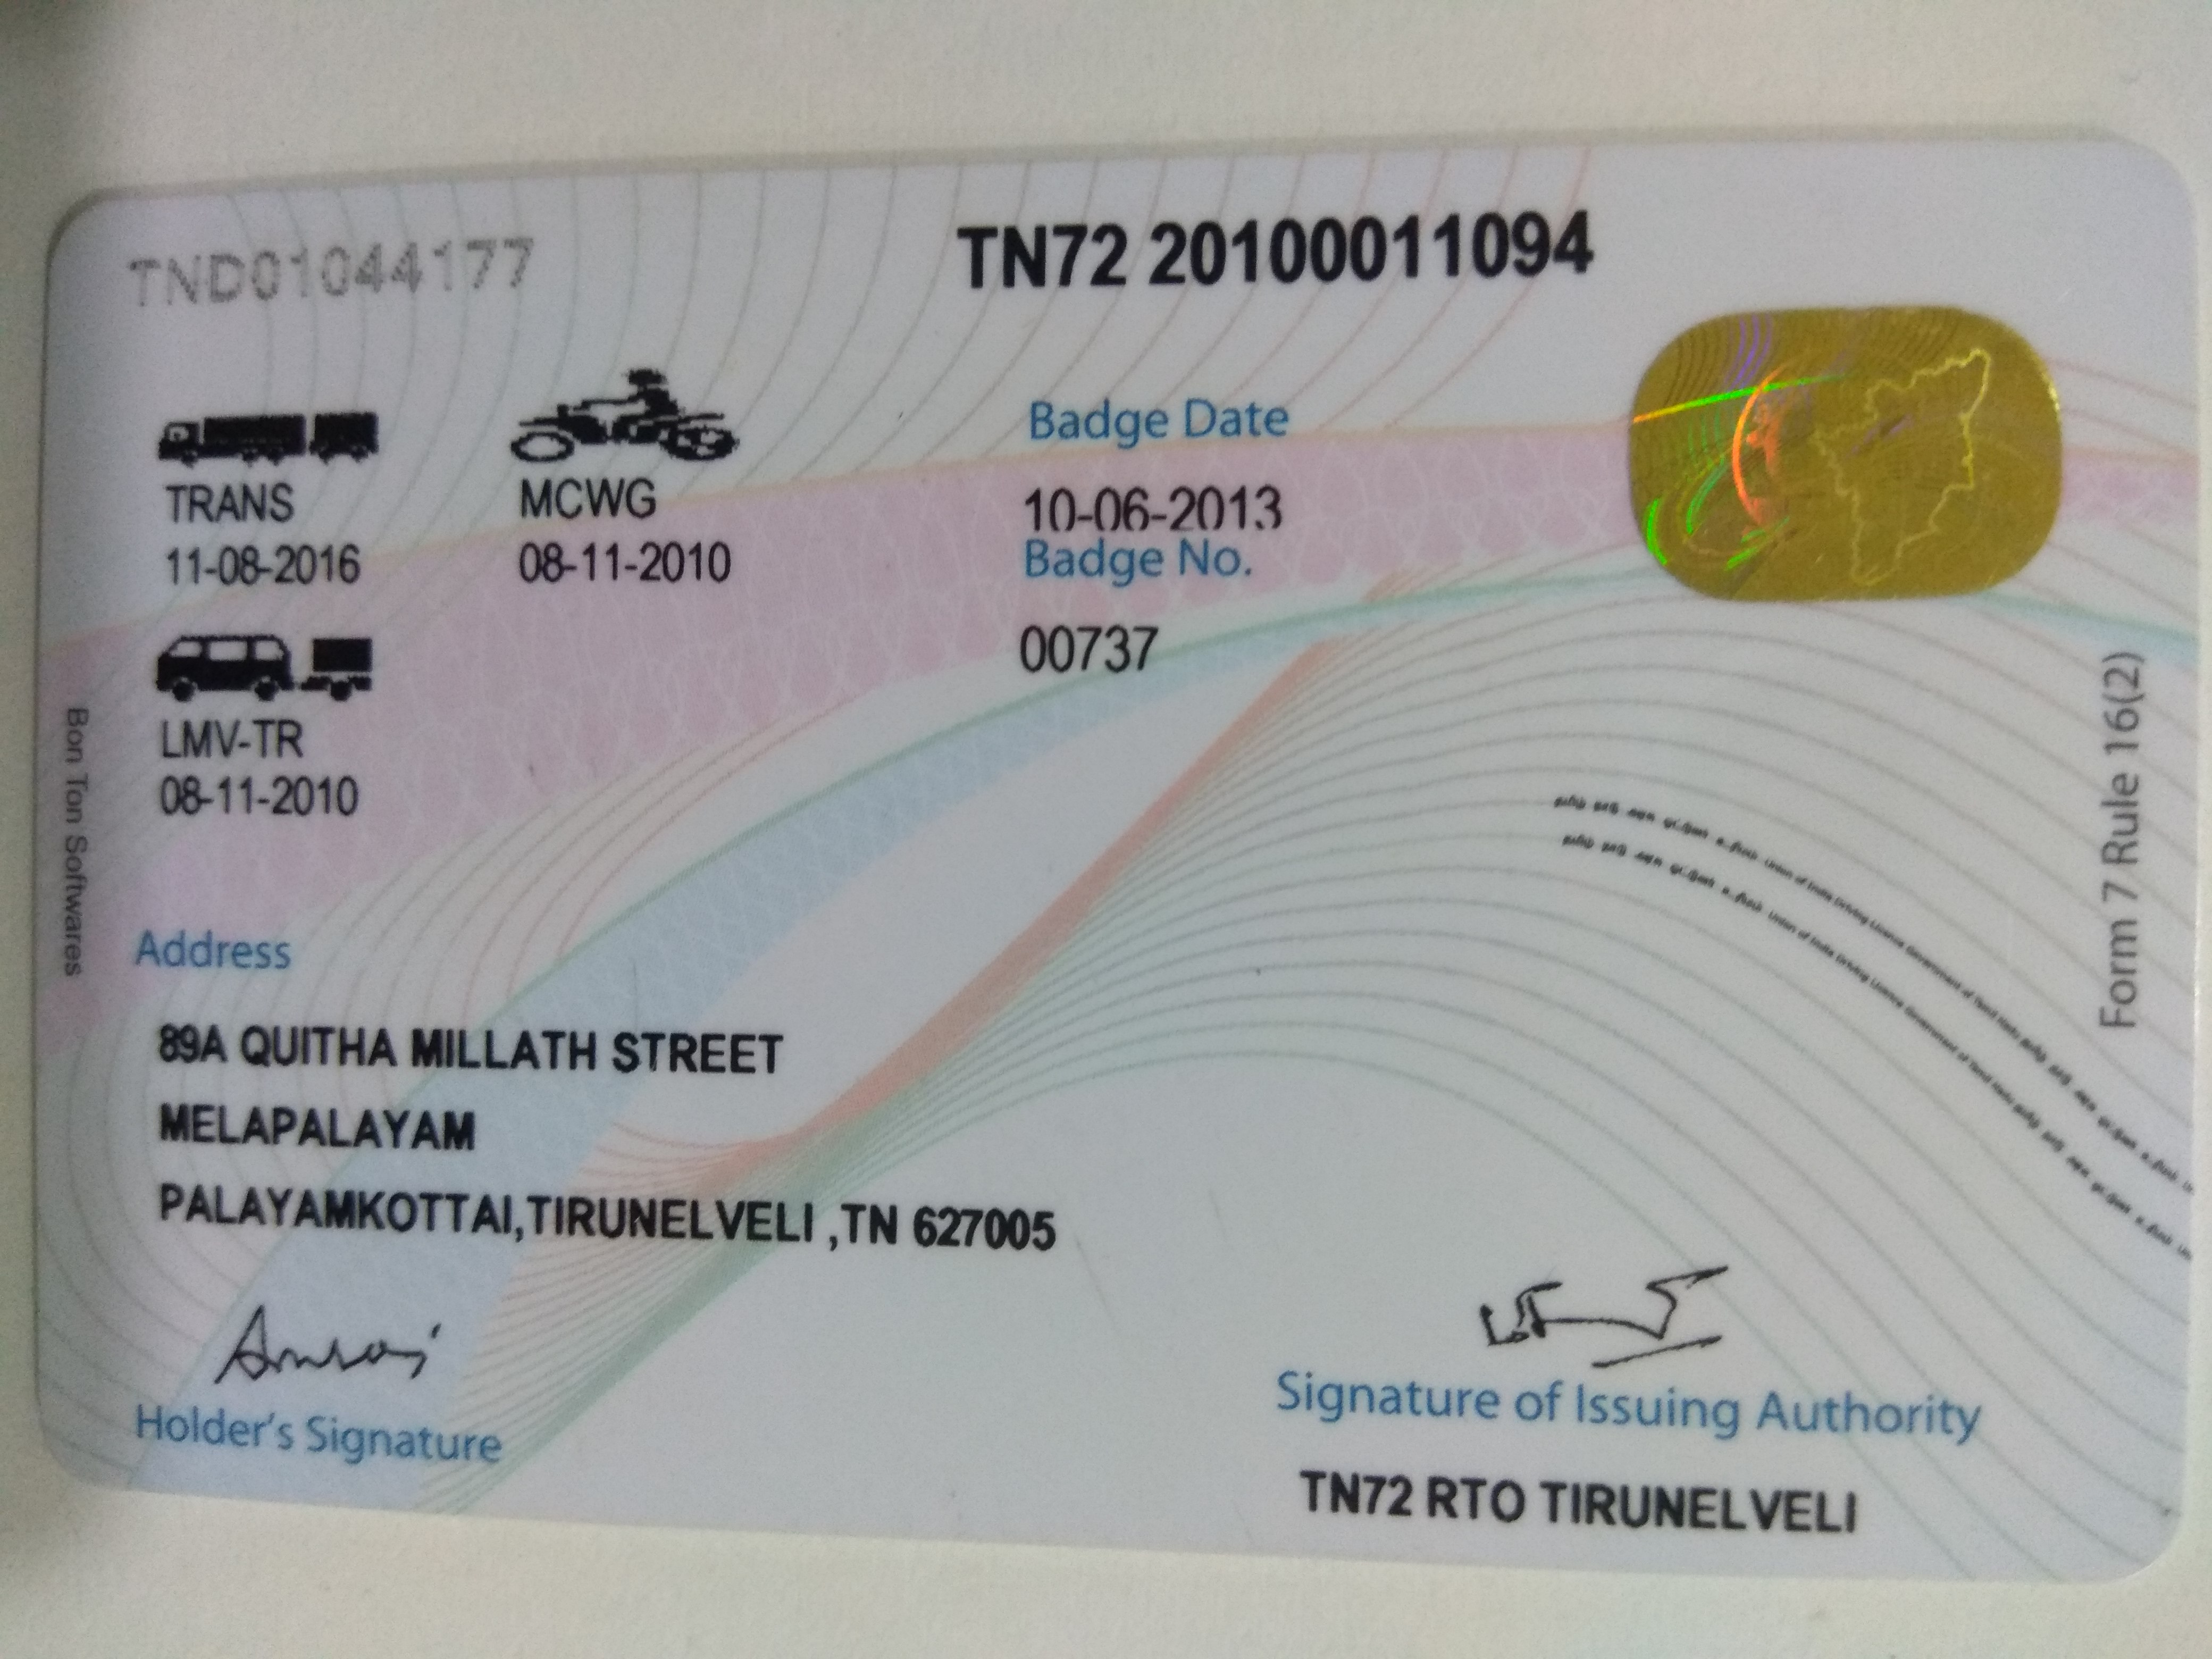 TND01044177
TN72 20100011094
TRANS
11-08-2016
MCWG
08-11-2010
Badge Date
10-06-2013
Badge No.
00737
LMV-TR
08-11-2010
Bon Ton Softwares
Form 7 Rule 16(2)
Address
89A QUITHA MILLATH STREET
MELAPALAYAM
PALAYAMKOTTAI,TIRUNELVELI ,TN 627005
Holder's Signature
Signature of Issuing Authority
TN72 RTO TIRUNELVELI